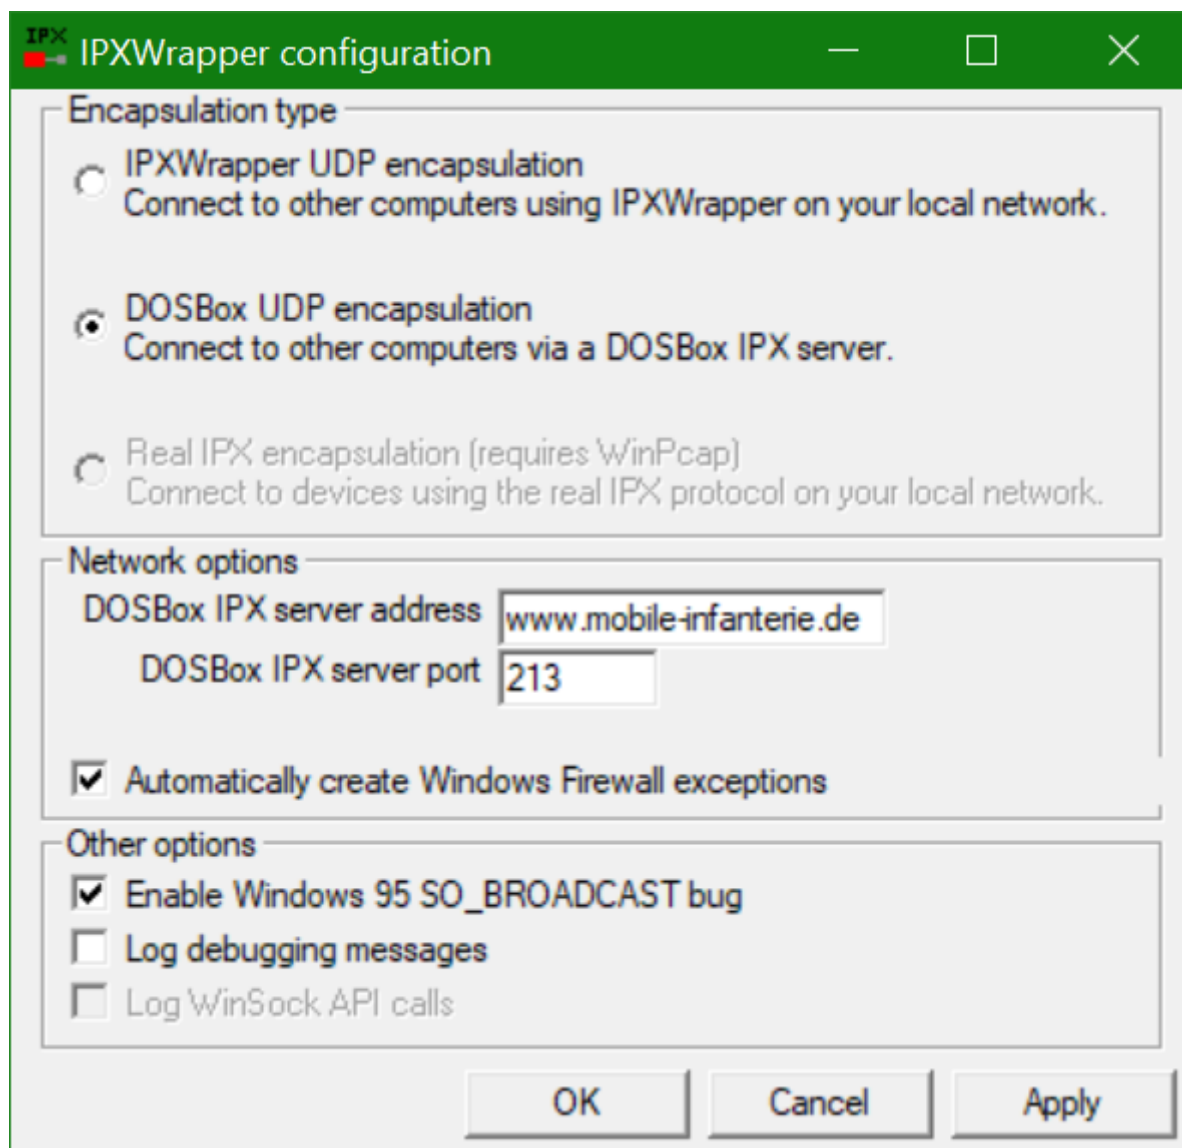 IPX
IPXWrapper configuration
Encapsulation type
IPXWrapper UDP encapsulation
Connect to other computers using IPXWrapper on your local network.
DOSBox UDP encapsulation
Connect to other computers via a DOSBox IPX server.
Real IPX encapsulation (requires WinPcap)
Connect to devices using the real IPX protocol on your local network.
Network options
DOSBox IPX server address www.mobile-infanterie.de
DOSBox IPX server port 213
Automatically create Windows Firewall exceptions
Other options
Enable Windows 95 SO_BROADCAST bug
Log debugging messages
Log WinSock API calls
OK Cancel Apply